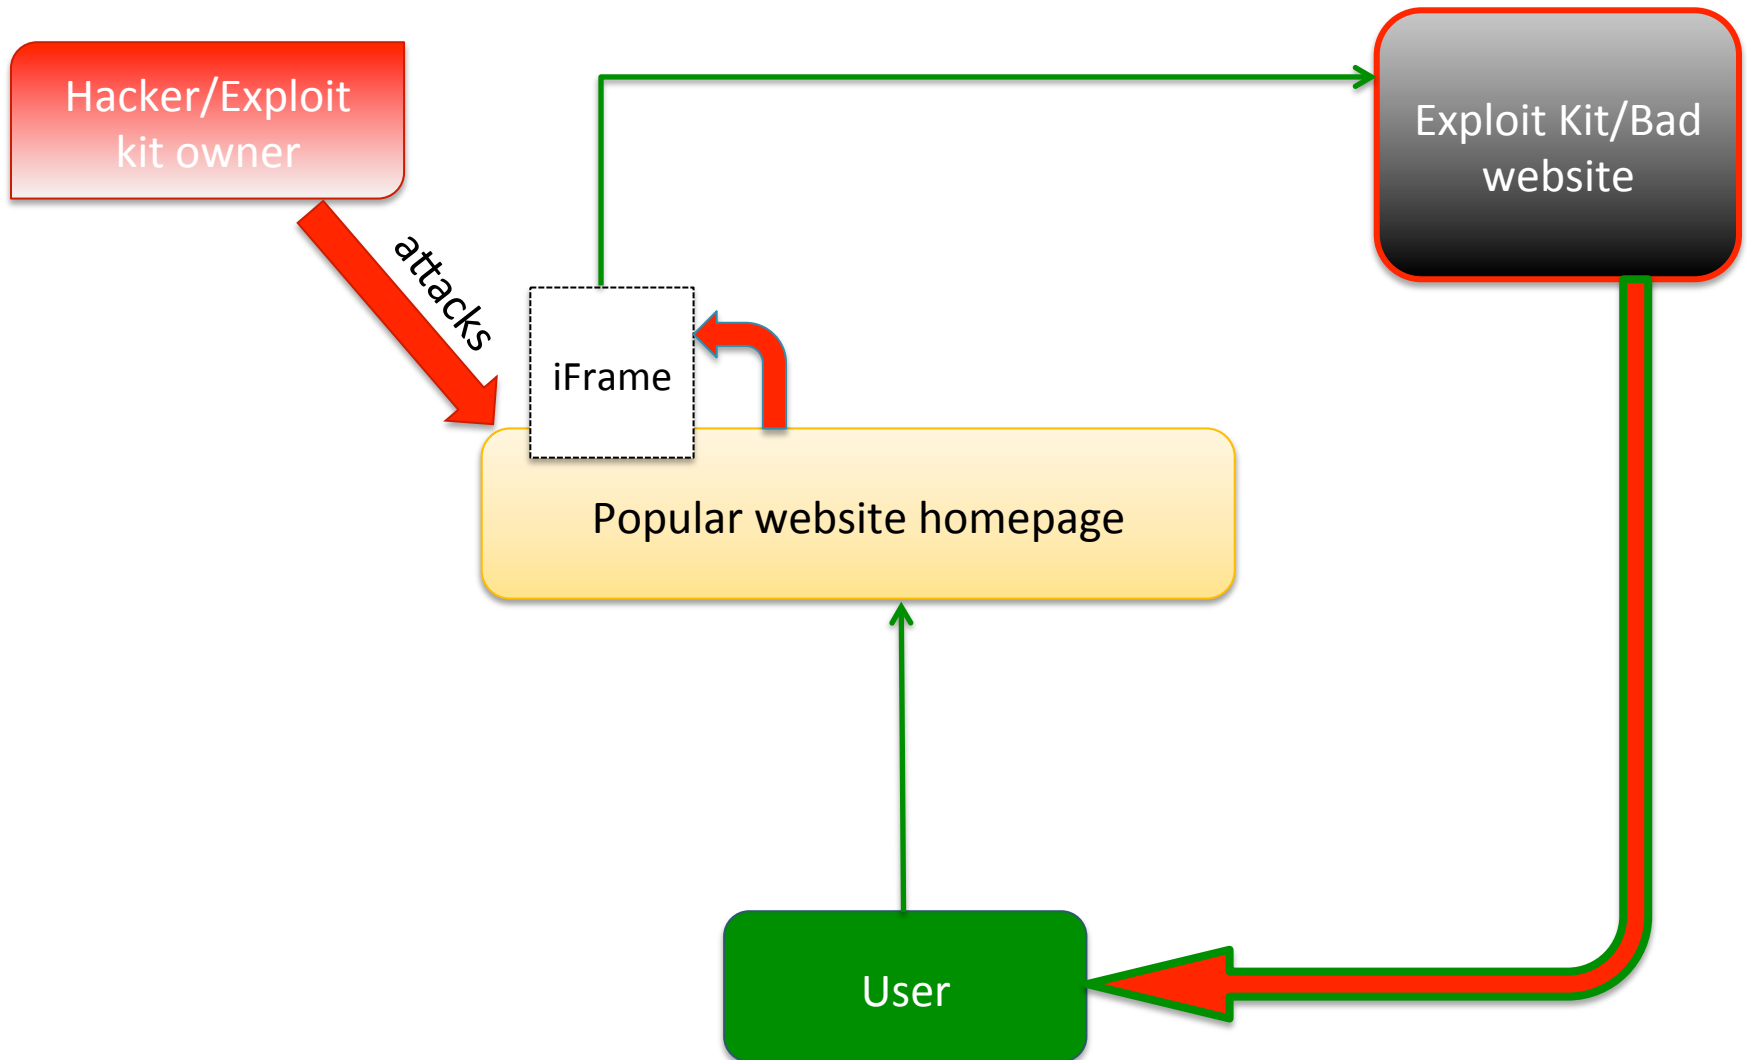 Hacker/Exploit
kit owner
Exploit Kit/Bad
website
attacks
iFrame
Popular website homepage
User